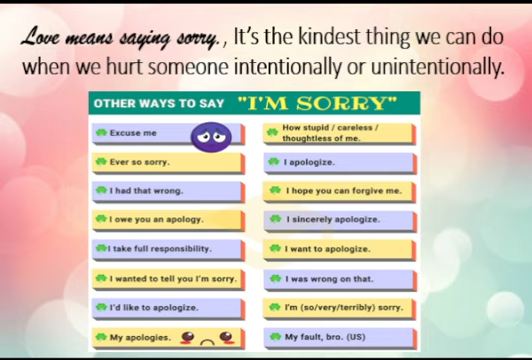 Love means saying sorry., It's the kindest thing we can do
when we hurt someone intentionally or unintentionally.
OTHER WAYS TO SAY "I'M SORRY"
Excuse me
Ever so sorry.
I had that wrong.
I owe you an apology.
I take full responsibility.
I wanted to tell you I'm sorry.
I'd like to apologize.
My apologies.
How stupid / careless /
thoughtless of me.
I apologize.
I hope you can forgive me.
I sincerely apologize.
I want to apologize.
I was wrong on that.
I'm (so/very/terribly) sorry.
My fault, bro. (US)